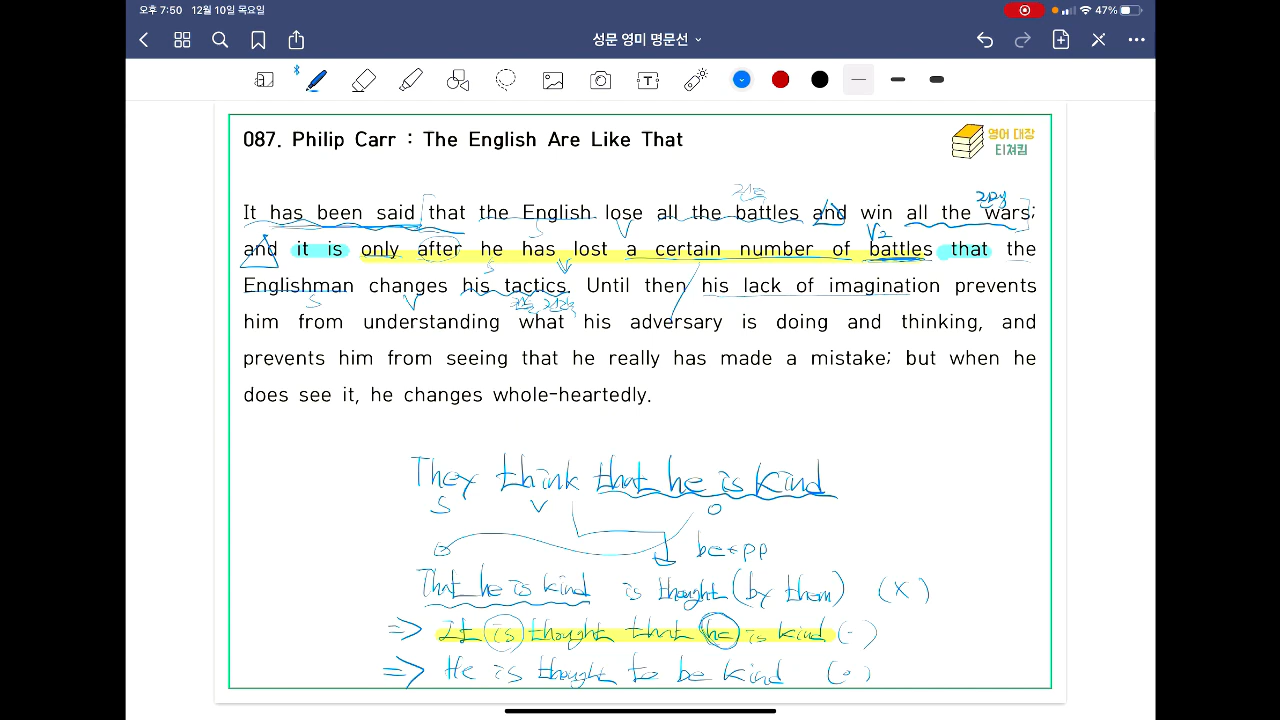 오후 7:50 12월 10일 목요일
47%
성문 영미 명문선
087. Philip Carr : The English Are Like That
영어 대장
티쳐킴
전투
전쟁
It has been said [that the English lose all the battles and win all the wars];
S V V2
and it is only after he has lost a certain number of battles that the
S V
Englishman changes his tactics. Until then his lack of imagination prevents
S V
him from understanding what his adversary is doing and thinking, and
prevents him from seeing that he really has made a mistake; but when he
does see it, he changes whole-heartedly.
They think that he is kind
S V O
be+pp
That he is kind is thought (by them) (X)
⇒ It is thought that he is kind
⇒ He is thought to be kind